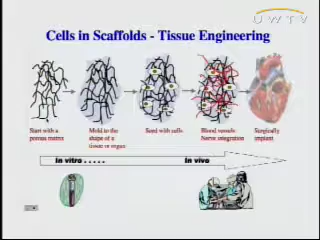 UWTV
Cells in Scaffolds - Tissue Engineering
Start with a
porous matrix
Mold to the
shape of a
tissue or organ
Seed with cells
Blood vessels
Nerve integration
Surgically
implant
In vitro . . . . .
In vivo